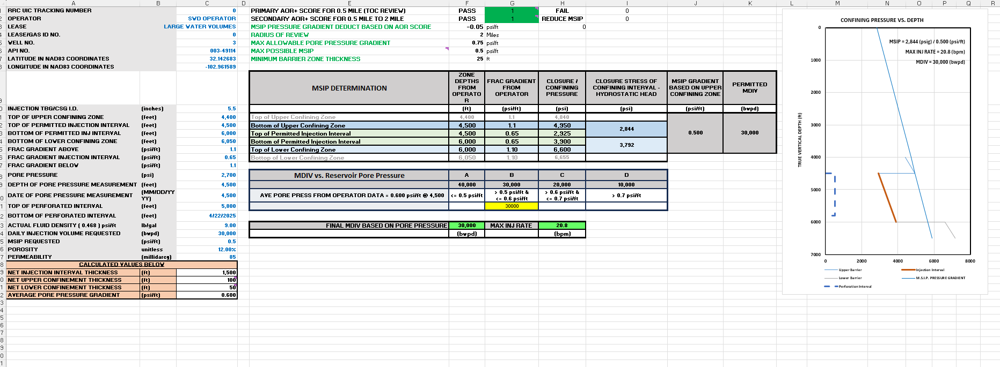 A B C D E F G H I J K L M N O P Q R
RRC UIC TRACKING NUMBER 0 PRIMARY AOR+ SCORE FOR 0.5 MILE (TOC REVIEW) PASS 1 FAIL 0
OPERATOR SWD OPERATOR SECONDARY AOR+ SCORE FOR 0.5 MILE TO 2 MILE PASS 1 REDUCE MSIP 0
LEASE LARGE WATER VOLUMES MSIP PRESSURE GRADIENT DEDUCT BASED ON AOR SCORE -0.05 psi/ft 0
LEASE/GAS ID NO. 0 RADIUS OF REVIEW 2 Miles
WELL NO. 3 MAX ALLOWABLE PORE PRESSURE GRADIENT 0.75 psi/ft
API NO. 003-49114 MAX POSSIBLE MSIP 0.5 psi/ft
LATITUDE IN NAD83 COORDINATES 32.142683 MINIMUM BARRIER ZONE THICKNESS 25 ft
LONGITUDE IN NAD83 COORDINATES -102.961589
MSIP DETERMINATION
ZONE DEPTHS FROM OPERATOR
FRAC GRADIENT FROM OPERATOR
CLOSURE / CONFINING PRESSURE
CLOSURE STRESS OF CONFINING INTERVAL - HYDROSTATIC HEAD
MSIP GRADIENT BASED ON UPPER CONFINING ZONE
PERMITTED MDIV
(ft) (psi/ft) (psi) (psi) (psi/ft) (bwpd)
Top of Upper Confining Zone 4,400 1.1 4,840
Bottom of Upper Confining Zone 4,500 1.1 4,950
2,844 0.500 30,000
Top of Permitted Injection Interval 4,500 0.65 2,925
Bottom of Permitted Injection Interval 6,000 0.65 3,900
3,792
Top of Lower Confining Zone 6,000 1.10 6,600
Bottop of Lower Confining Zone 6,050 1.10 6,655
INJECTION TBG/CSG I.D. (inches) 5.5
TOP OF UPPER CONFINING ZONE (feet) 4,400
TOP OF PERMITTED INJECTION INTERVAL (feet) 4,500
BOTTOM OF PERMITTED INJ INTERVAL (feet) 6,000
BOTTOM OF LOWER CONFINING ZONE (feet) 6,050
FRAC GRADIENT ABOVE (psi/ft) 1.1
FRAC GRADIENT INJECTION INTERVAL (psi/ft) 0.65
FRAC GRADIENT BELOW (psi/ft) 1.1
PORE PRESSURE (psi) 2,700
DEPTH OF PORE PRESSURE MEASUREMENT (feet) 4,500
DATE OF PORE PRESSURE MEASUREMENT (MM/DD/YYYY) 4,500
TOP OF PERFORATED INTERVAL (feet) 5,800
BOTTOM OF PERFORATED INTERVAL (feet) 4/22/2025
ACTUAL FLUID DENSITY ( 0.468 ) psi/ft lb/gal 9.00
DAILY INJECTION VOLUME REQUESTED (bwpd) 30,000
MSIP REQUESTED (psi/ft) 0.5
POROSITY unitless 12.00%
PERMEABILITY (millidarcy) 85
CALCULATED VALUES BELOW
NET INJECTION INTERVAL THICKNESS (ft) 1,500
NET UPPER CONFINEMENT THICKNESS (ft) 100
NET LOWER CONFINEMENT THICKNESS (ft) 50
AVERAGE PORE PRESSURE GRADIENT (psi/ft) 0.600
MDIV vs. Reservoir Pore Pressure A B C D
40,000 30,000 20,000 10,000
AVE PORE PRESS FROM OPERATOR DATA = 0.600 psi/ft @ 4,500 <= 0.5 psi/ft > 0.5 psi/ft & <= 0.6 psi/ft > 0.6 psi/ft & <= 0.7 psi/ft > 0.7 psi/ft
30000
FINAL MDIV BASED ON PORE PRESSURE 30,000 MAX INJ RATE 20.8
(bwpd) (bpm)
CONFINING PRESSURE VS. DEPTH
MSIP = 2,844 (psig) / 0.500 (psi/ft)
MAX INJ RATE = 20.8 (bpm)
MDIV = 30,000 (bwpd)
TRUE VERTICAL DEPTH (ft)
0
1000
2000
3000
4000
5000
6000
7000
0 2000 4000 6000 8000
Upper Barrier Injection Interval
Lower Barrier M.S.I.P. PRESSURE GRADIENT
Perforation Interval